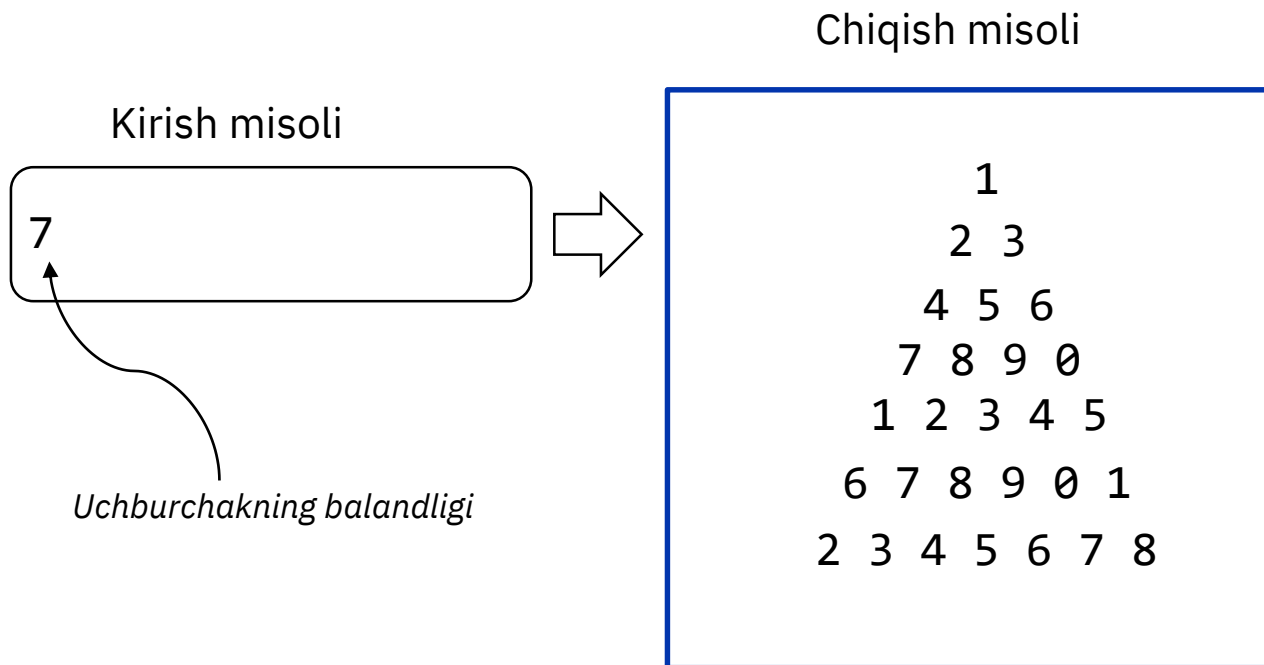 Kirish misoli
7
Uchburchakning balandligi
Chiqish misoli
1
2 3
4 5 6
7 8 9 0
1 2 3 4 5
6 7 8 9 0 1
2 3 4 5 6 7 8